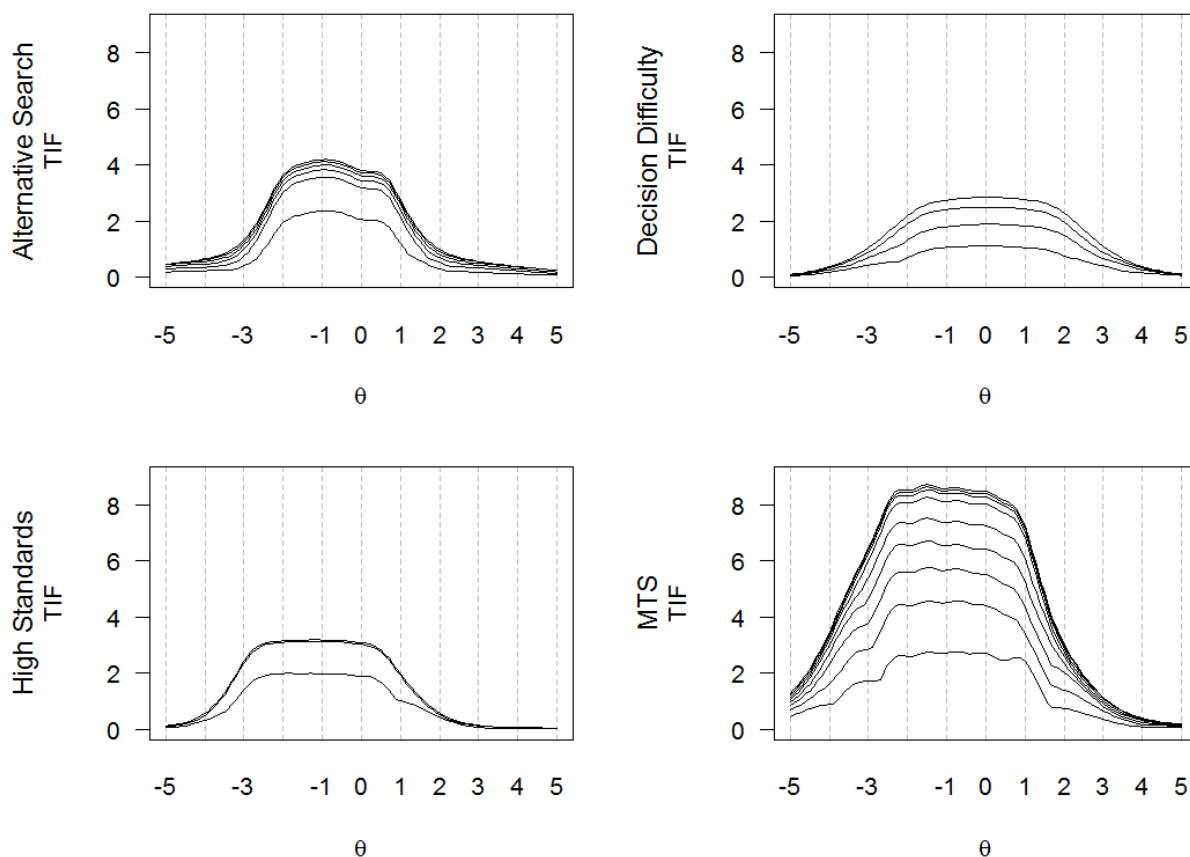 Alternative Search
TIF
8
6
4
2
0
-5 -3 -1 0 1 2 3 4 5
θ
Decision Difficulty
TIF
8
6
4
2
0
-5 -3 -1 0 1 2 3 4 5
θ
High Standards
TIF
8
6
4
2
0
-5 -3 -1 0 1 2 3 4 5
θ
MTS
TIF
8
6
4
2
0
-5 -3 -1 0 1 2 3 4 5
θ